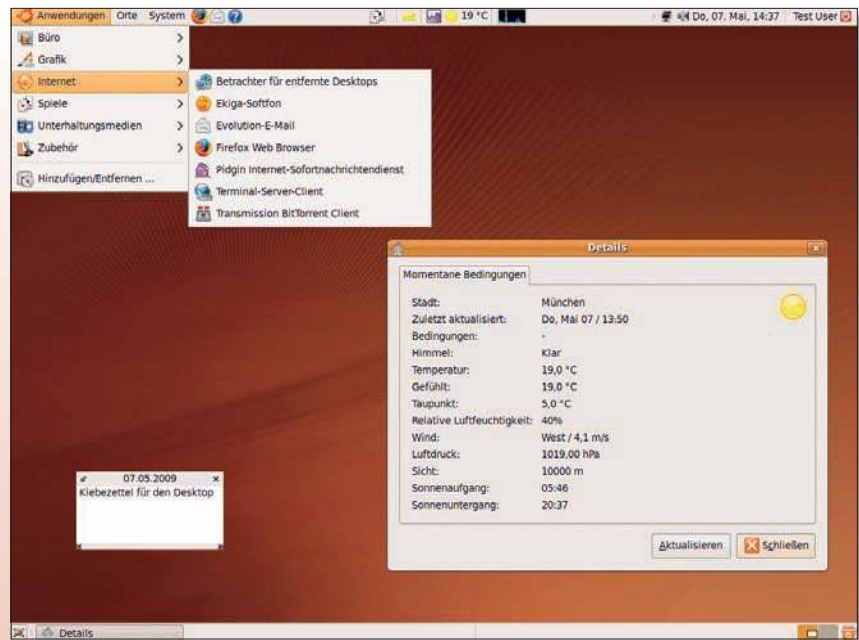 Anwendungen Orte System 19 °C Do, 07. Mai, 14:37 Test User
Büro
Grafik
Internet
Spiele
Unterhaltungsmedien
Zubehör
Hinzufügen/Entfernen ...
Betrachter für entfernte Desktops
Ekiga-Softfon
Evolution-E-Mail
Firefox Web Browser
Pidgin Internet-Sofortnachrichtendienst
Terminal-Server-Client
Transmission BitTorrent Client
Details
Momentane Bedingungen
Stadt: München
Zuletzt aktualisiert: Do, Mai 07 / 13:50
Bedingungen: -
Himmel: Klar
Temperatur: 19,0 °C
Gefühlt: 19,0 °C
Taupunkt: 5,0 °C
Relative Luftfeuchtigkeit: 40%
Wind: West / 4,1 m/s
Luftdruck: 1019,00 hPa
Sicht: 10000 m
Sonnenaufgang: 05:46
Sonnenuntergang: 20:37
Aktualisieren Schließen
07.05.2009
Klebezettel für den Desktop
Details